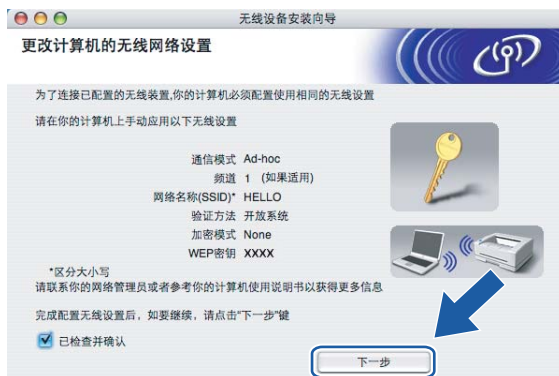 无线设备安装向导
更改计算机的无线网络设置
为了连接已配置的无线装置,你的计算机必须配置使用相同的无线设置
请在你的计算机上手动应用以下无线设置
通信模式 Ad-hoc
频道 1 (如果适用)
网络名称(SSID)* HELLO
验证方法 开放系统
加密模式 None
WEP密钥 XXXX
*区分大小写
请联系你的网络管理员或者参考你的计算机使用说明书以获得更多信息
完成配置无线设置后，如要继续，请点击“下一步”键
已检查并确认
下一步